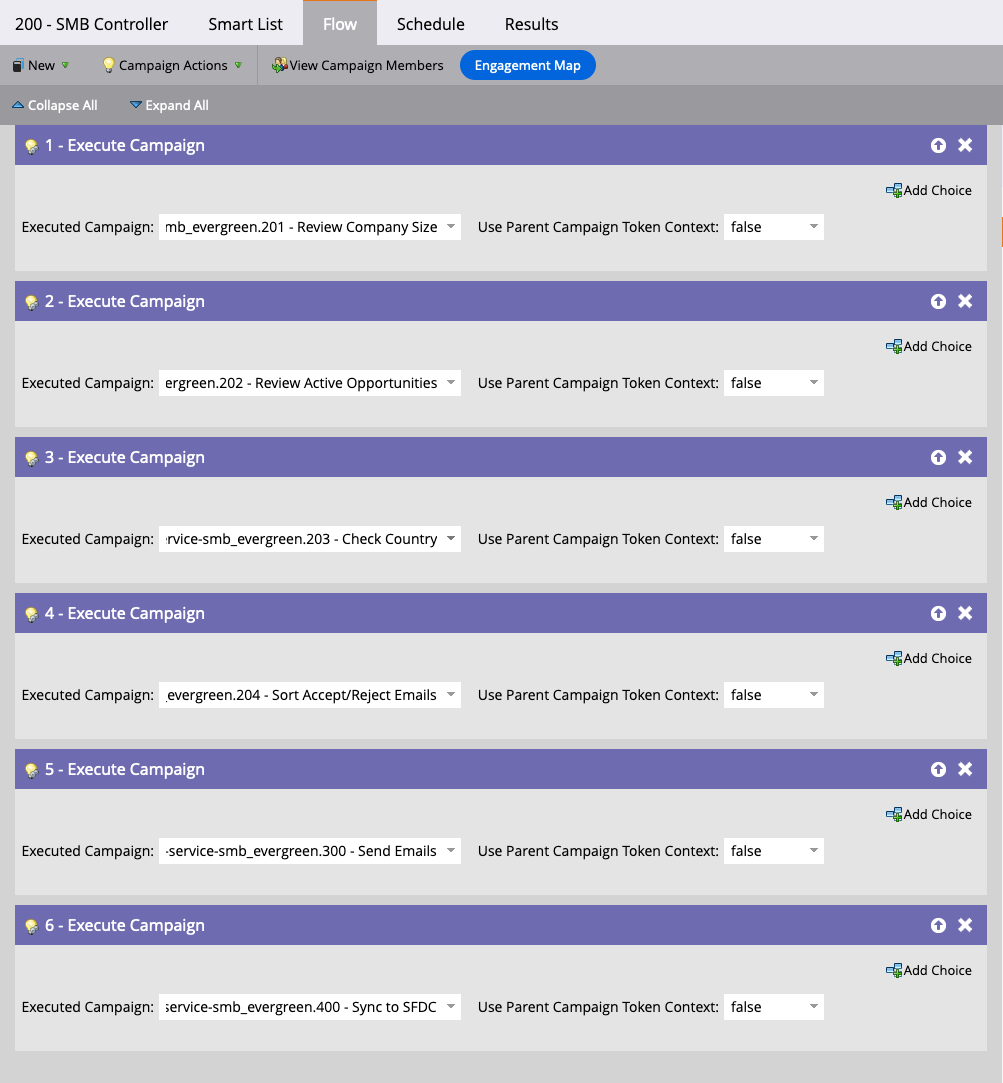 200 - SMB Controller Smart List Flow Schedule Results
New Campaign Actions View Campaign Members Engagement Map
Collapse All Expand All
1 - Execute Campaign
Add Choice
Executed Campaign: mb_evergreen.201 - Review Company Size Use Parent Campaign Token Context: false
2 - Execute Campaign
Add Choice
Executed Campaign: ergreen.202 - Review Active Opportunities Use Parent Campaign Token Context: false
3 - Execute Campaign
Add Choice
Executed Campaign: rvice-smb_evergreen.203 - Check Country Use Parent Campaign Token Context: false
4 - Execute Campaign
Add Choice
Executed Campaign: _evergreen.204 - Sort Accept/Reject Emails Use Parent Campaign Token Context: false
5 - Execute Campaign
Add Choice
Executed Campaign: -service-smb_evergreen.300 - Send Emails Use Parent Campaign Token Context: false
6 - Execute Campaign
Add Choice
Executed Campaign: service-smb_evergreen.400 - Sync to SFDC Use Parent Campaign Token Context: false